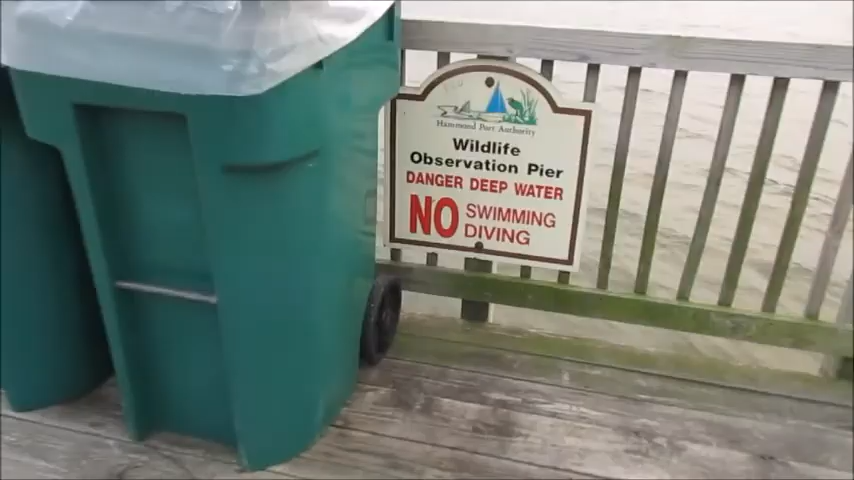 Hammond Port Authority
Wildlife
Observation Pier
DANGER DEEP WATER
NO SWIMMING
DIVING